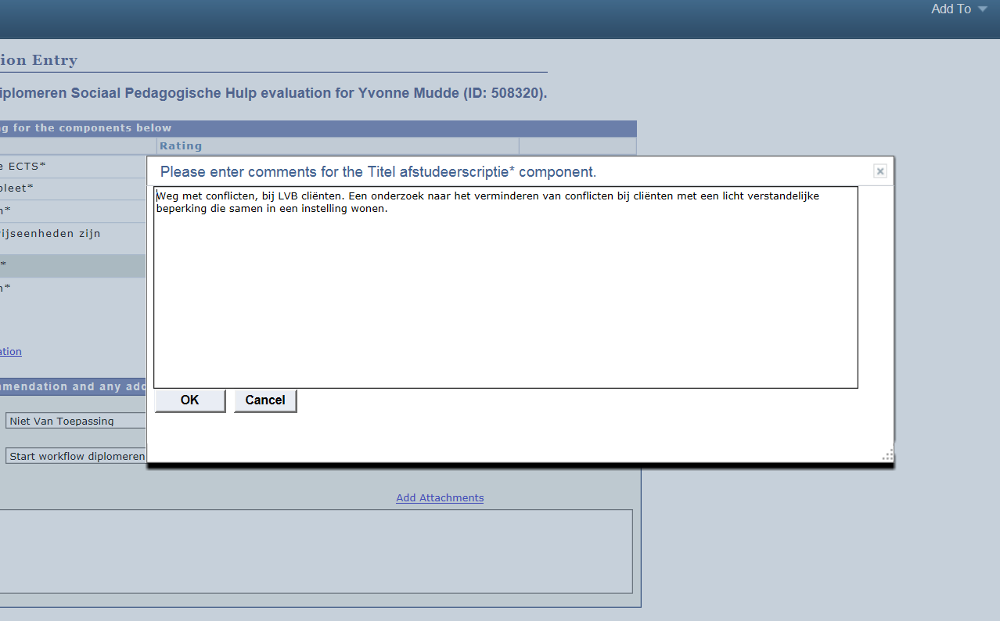 Add To
ion Entry
iplomeren Sociaal Pedagogische Hulp evaluation for Yvonne Mudde (ID: 508320).
g for the components below
Rating
e ECTS*
pleet*
n*
rijseenheden zijn
*
n*
Please enter comments for the Titel afstudeerscriptie* component.
Weg met conflicten, bij LVB cliënten. Een onderzoek naar het verminderen van conflicten bij cliënten met een licht verstandelijke
beperking die samen in een instelling wonen.
OK Cancel
ation
mmendation and any add
Niet Van Toepassing
Start workflow diplomeren
Add Attachments